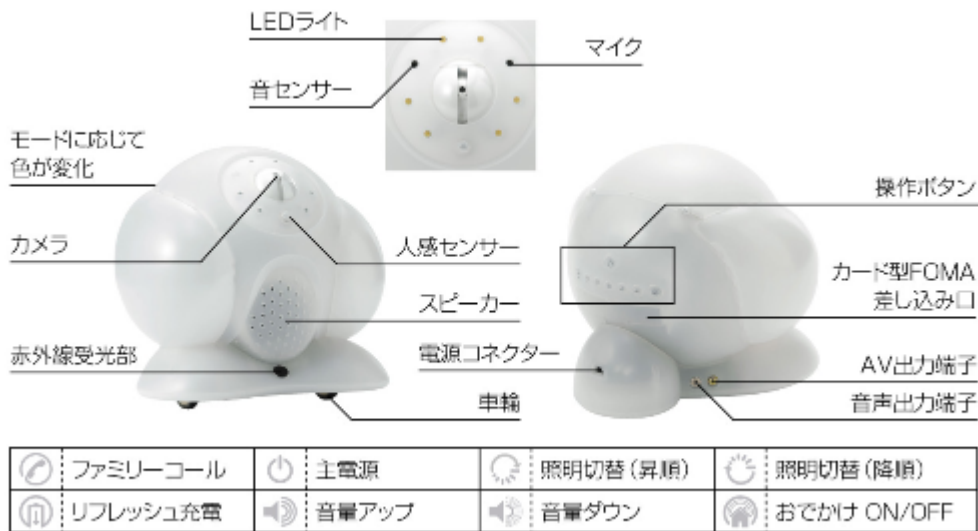 LEDライト
マイク
音センサー
モードに応じて
色が変化
操作ボタン
カメラ
人感センサー
カード型FOMA
差し込み口
スピーカー
赤外線受光部
電源コネクター
AV出力端子
車輪
音声出力端子
ファミリーコール
主電源
照明切替(昇順)
照明切替(降順)
リフレッシュ充電
音量アップ
音量ダウン
おでかけ ON/OFF